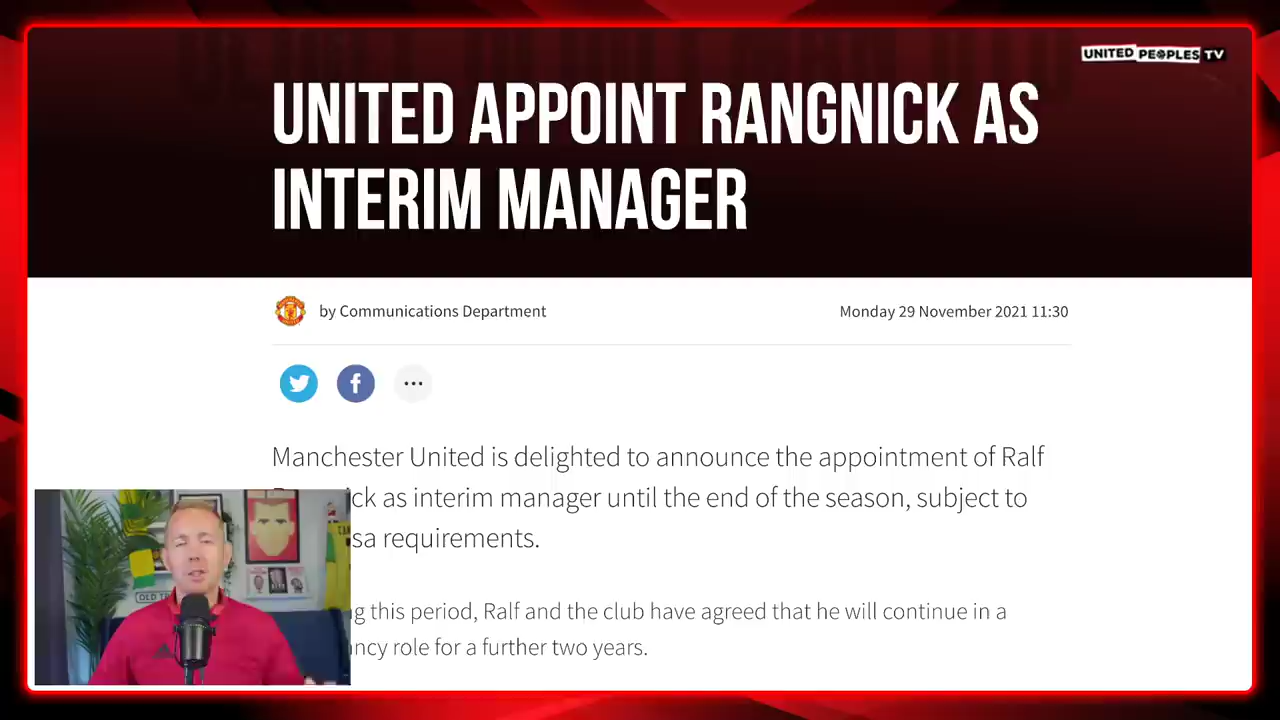 UNITED PEOPLES TV
UNITED APPOINT RANGNICK AS
INTERIM MANAGER
by Communications Department
Monday 29 November 2021 11:30
Manchester United is delighted to announce the appointment of Ralf
ck as interim manager until the end of the season, subject to
sa requirements.
g this period, Ralf and the club have agreed that he will continue in a
ncy role for a further two years.
OLD TR